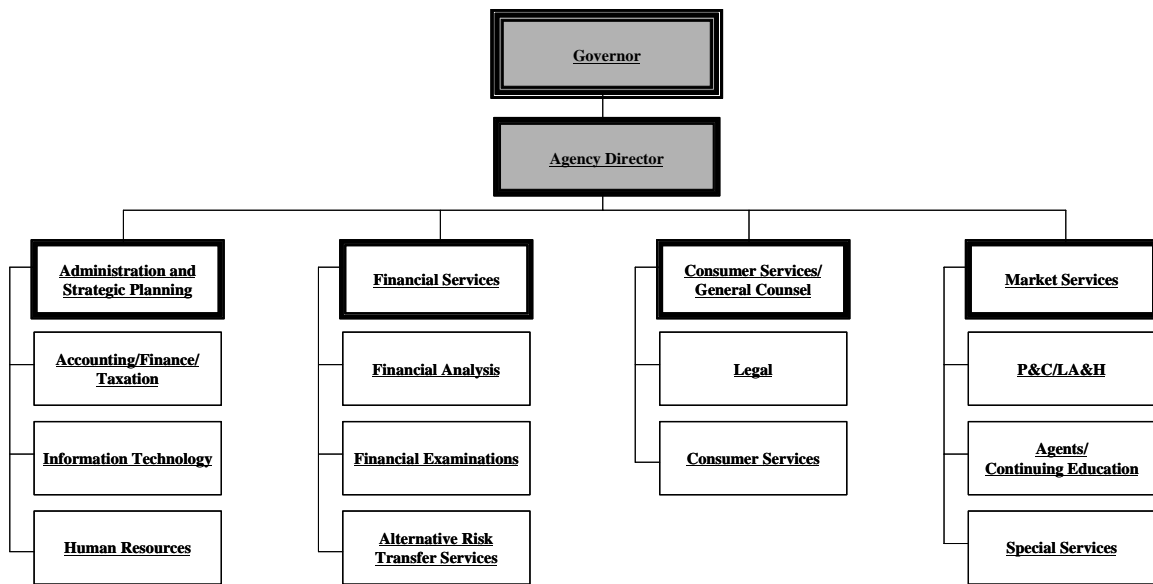 Governor
Agency Director
Administration and
Strategic Planning
Financial Services
Consumer Services/
General Counsel
Market Services
Accounting/Finance/
Taxation
Financial Analysis
Legal
P&C/LA&H
Information Technology
Financial Examinations
Consumer Services
Agents/
Continuing Education
Human Resources
Alternative Risk
Transfer Services
Special Services